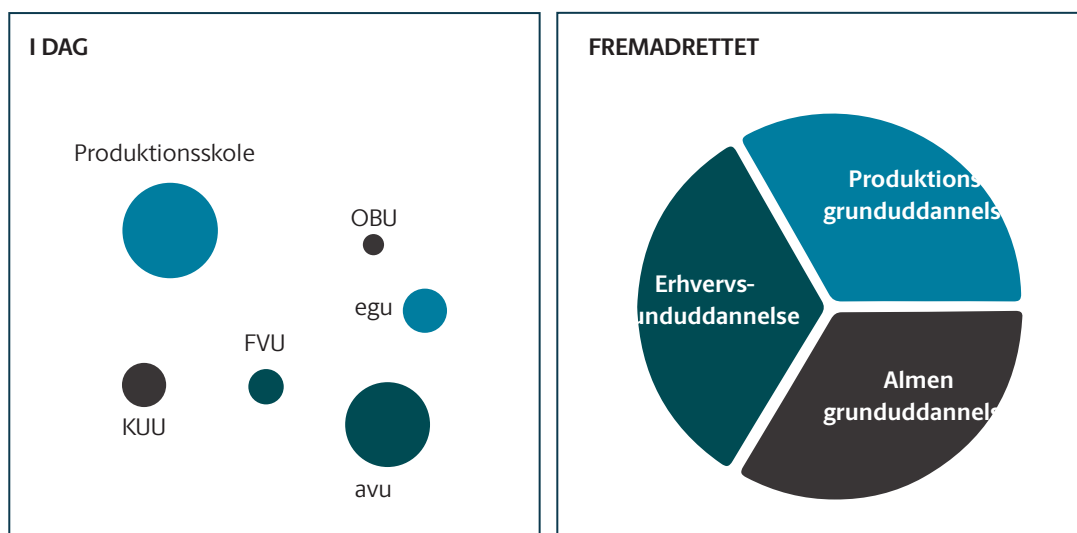 I DAG
Produktionsskole
OBU
egu
FVU
KUU
avu
FREMADRETTET
Produktions
grunduddannels
Erhvervs-
unduddannelse
Almen
grunduddannels